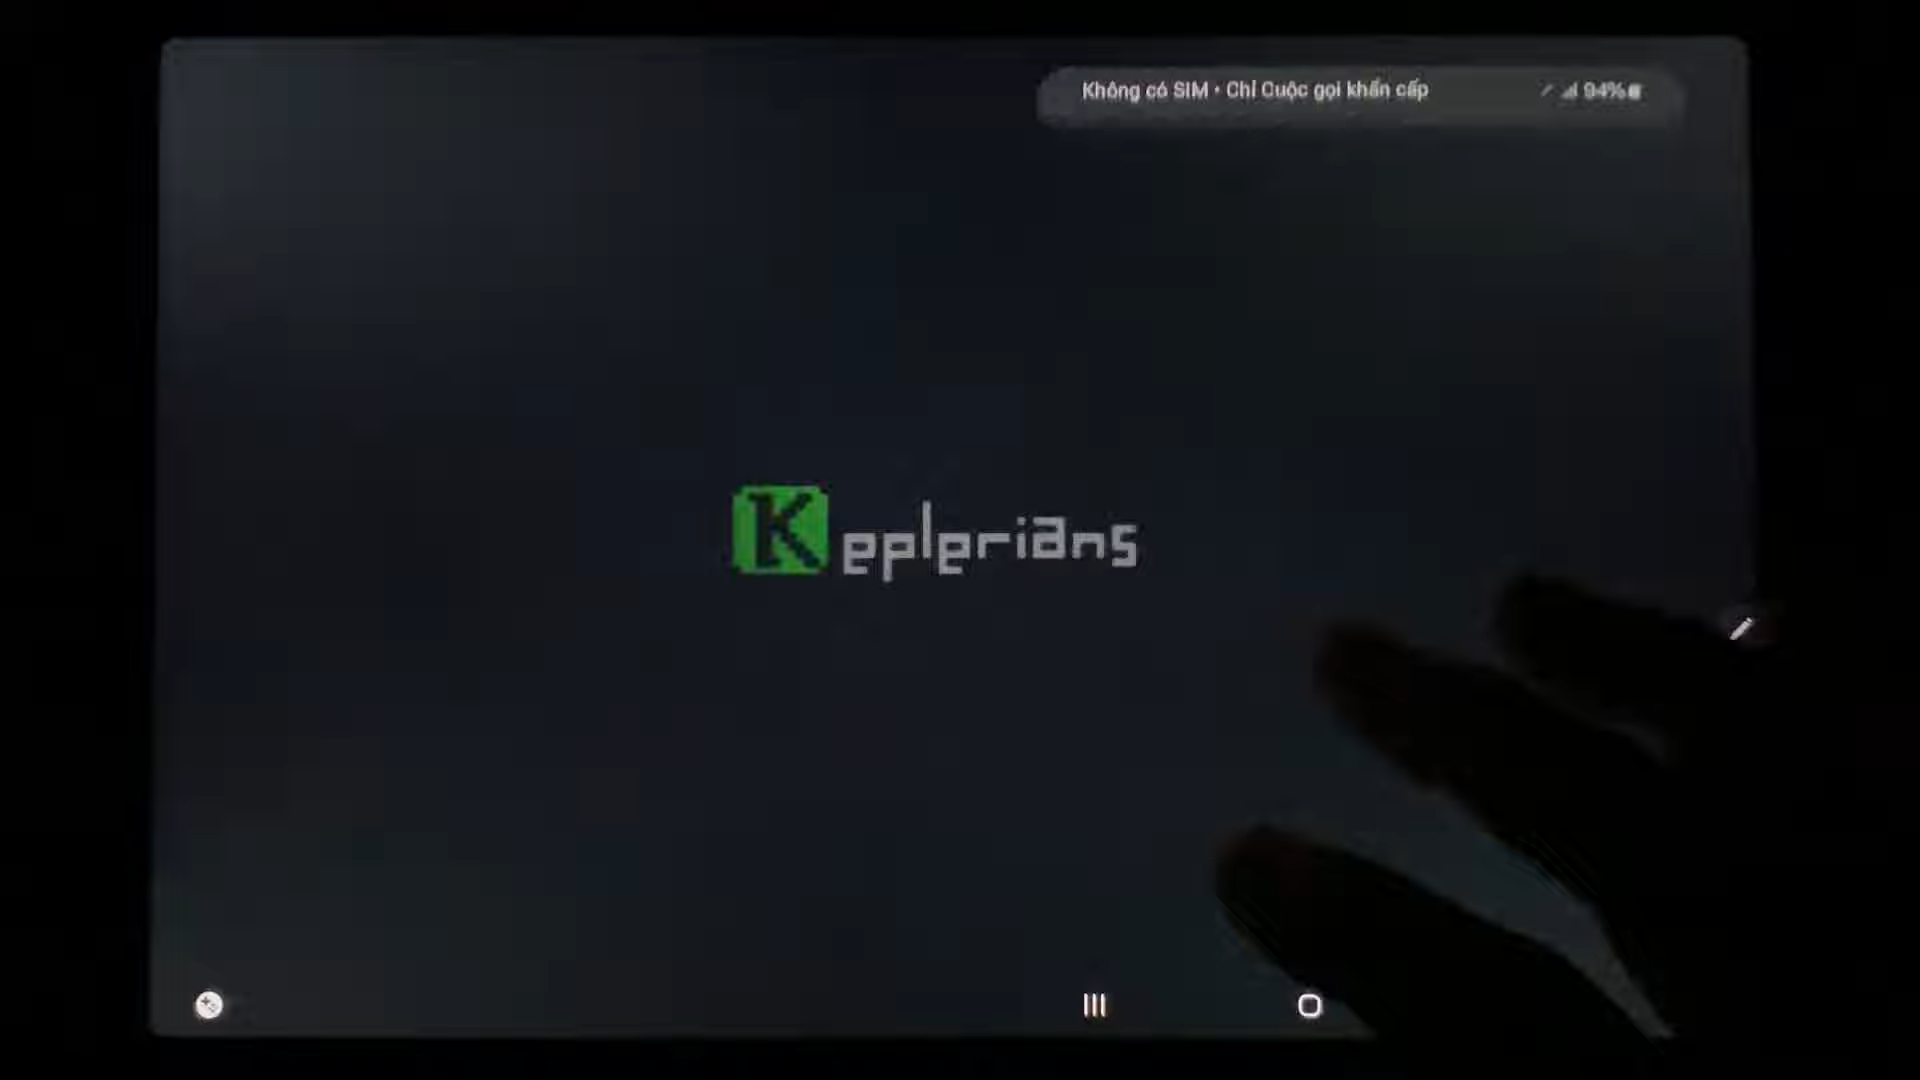 Không có SIM • Chỉ Cuộc gọi khẩn cấp 94%
Keplerians